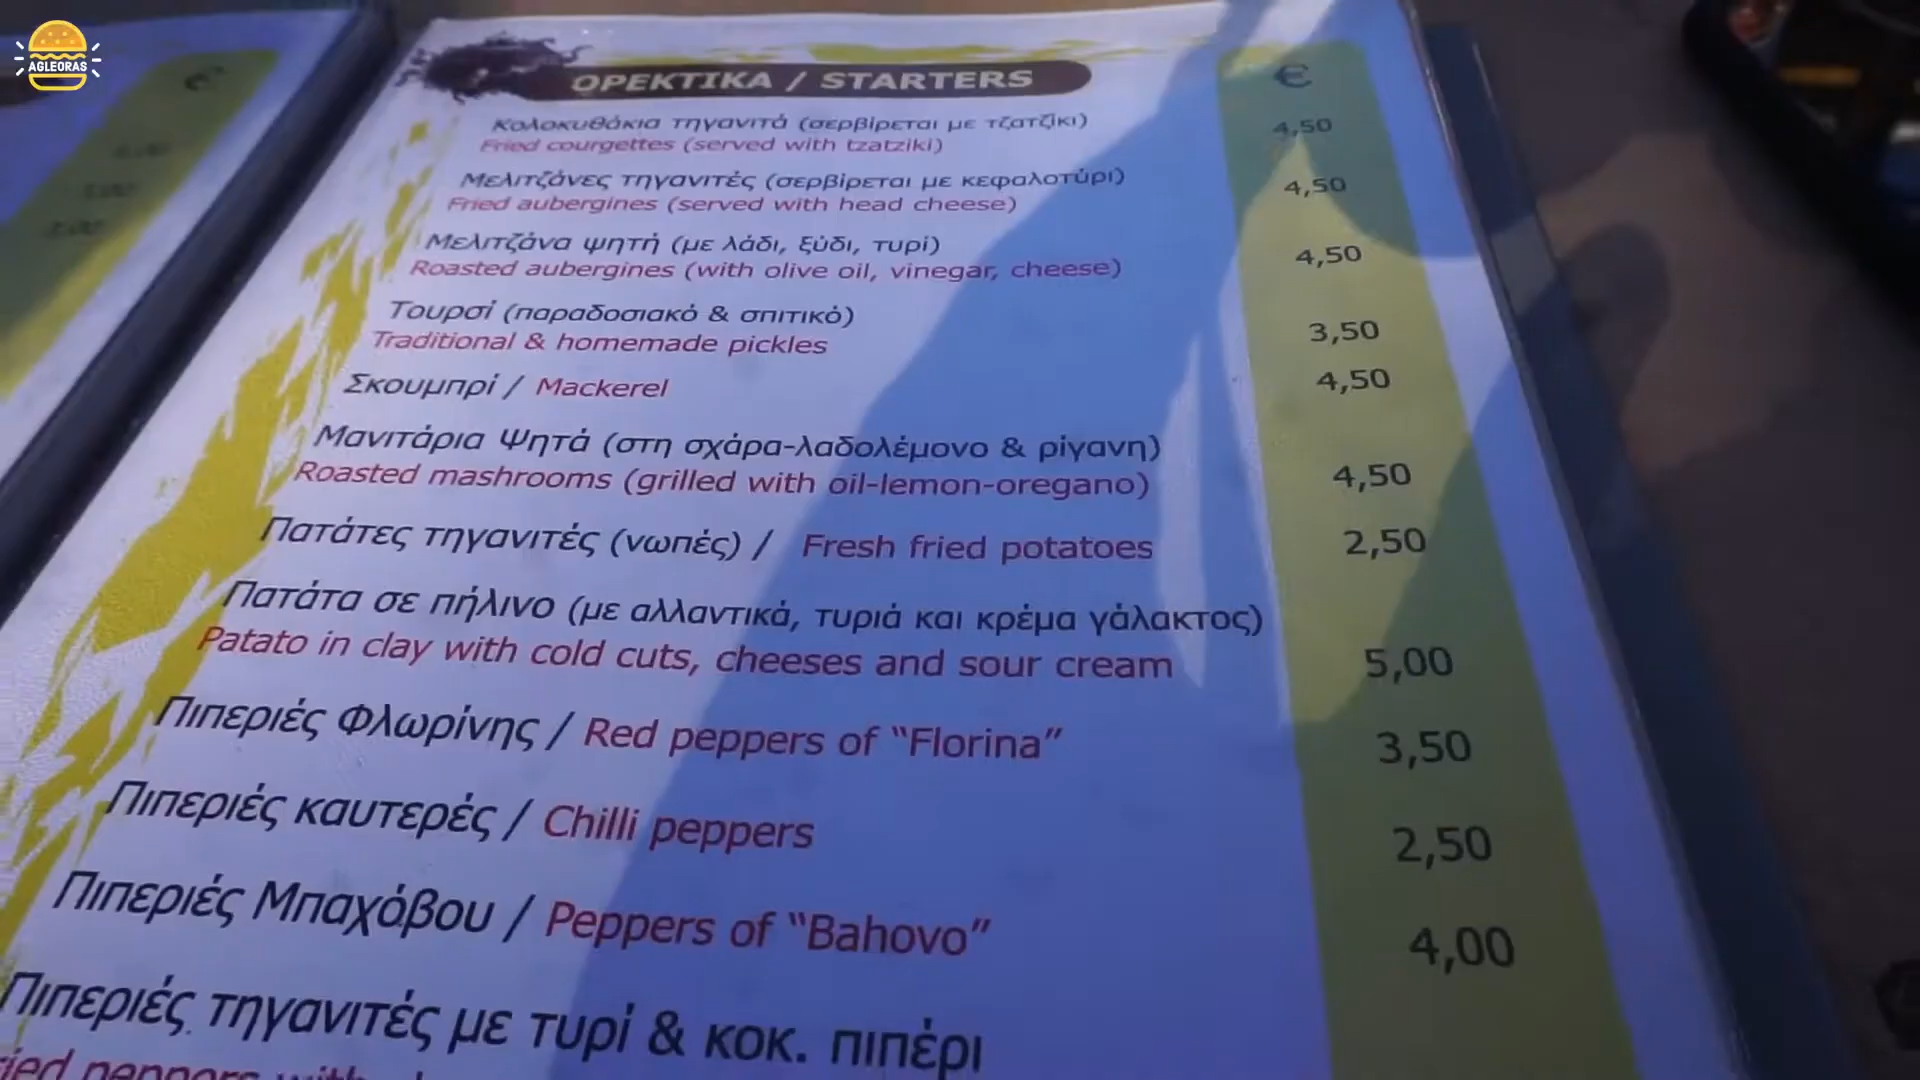 AGLEORAS
ΟΡΕΚΤΙΚΑ / STARTERS €
Κολοκυθάκια τηγανιτά (σερβίρεται με τζατζίκι) 4,50
Fried courgettes (served with tzatziki)
Μελιτζάνες τηγανιτές (σερβίρεται με κεφαλοτύρι) 4,50
Fried aubergines (served with head cheese)
Μελιτζάνα ψητή (με λάδι, ξύδι, τυρί) 4,50
Roasted aubergines (with olive oil, vinegar, cheese)
Τουρσί (παραδοσιακό & σπιτικό) 3,50
Traditional & homemade pickles
Σκουμπρί / Mackerel 4,50
Μανιτάρια Ψητά (στη σχάρα-λαδολέμονο & ρίγανη) 4,50
Roasted mashrooms (grilled with oil-lemon-oregano)
Πατάτες τηγανιτές (νωπές) / Fresh fried potatoes 2,50
Πατάτα σε πήλινο (με αλλαντικά, τυριά και κρέμα γάλακτος) 5,00
Patato in clay with cold cuts, cheeses and sour cream
Πιπεριές Φλωρίνης / Red peppers of “Florina” 3,50
Πιπεριές καυτερές / Chilli peppers 2,50
Πιπεριές Μπαχόβου / Peppers of “Bahovo” 4,00
Πιπεριές τηγανιτές με τυρί & κοκ. πιπέρι